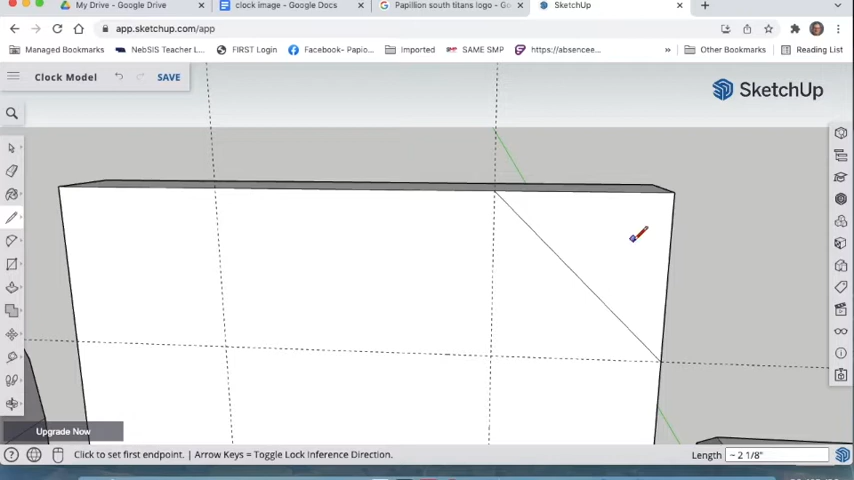 My Drive - Google Drive
clock image - Google Docs
Papillion south titans logo - Go
SketchUp
app.sketchup.com/app
Managed Bookmarks
NebSIS Teacher L...
FIRST Login
Facebook- Papio...
Imported
SAME SMP
https://absencee...
»
Other Bookmarks
Reading List
Clock Model
SAVE
SketchUp
Upgrade Now
Click to set first endpoint. | Arrow Keys = Toggle Lock Inference Direction.
Length
~ 2 1/8"